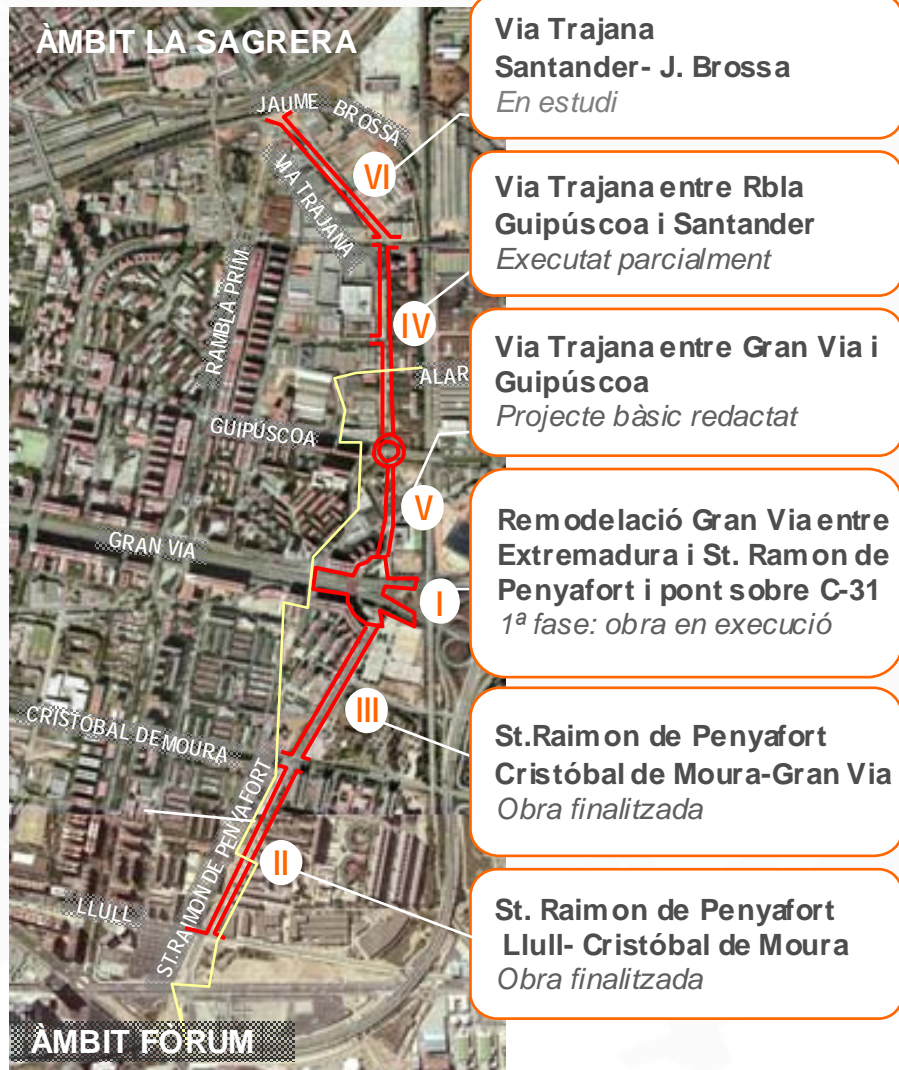 ÀMBIT LA SAGRERA
JAUME BROSSA
VIA TRAJANA
VI
RAMBLA PRIM
IV
ALAR
GUIPÚSCOA
V
GRAN VIA
I
III
CRISTÓBAL DE MOURA
ST.RAIMON DE PENYAFORT
II
LLULL
ÀMBIT FÒRUM
Via Trajana
Santander- J. Brossa
En estudi
Via Trajana entre Rbla
Guipúscoa i Santander
Executat parcialment
Via Trajana entre Gran Via i
Guipúscoa
Projecte bàsic redactat
Remodelació Gran Via entre
Extremadura i St. Ramon de
Penyafort i pont sobre C-31
1ª fase: obra en execució
St.Raimon de Penyafort
Cristóbal de Moura-Gran Via
Obra finalitzada
St. Raimon de Penyafort
Llull- Cristóbal de Moura
Obra finalitzada